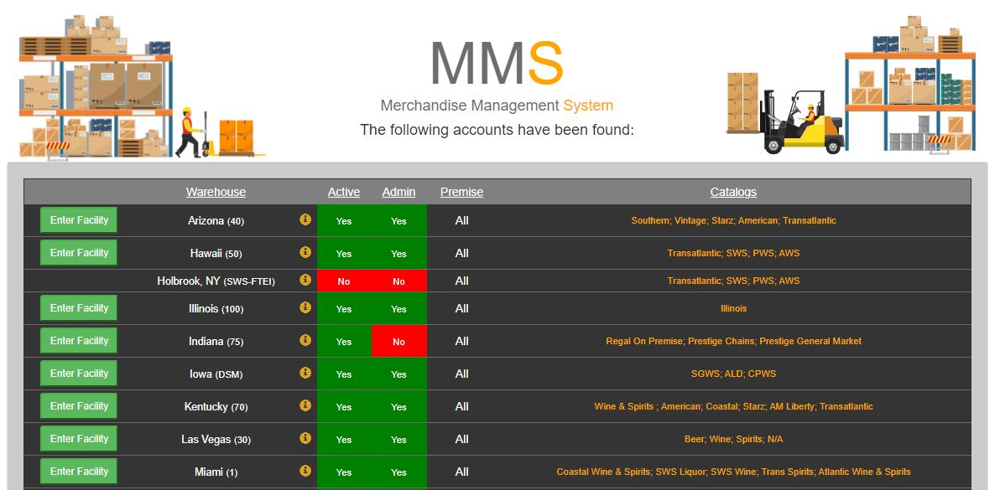 MMS
Merchandise Management System
The following accounts have been found:
Warehouse Active Admin Premise Catalogs
Enter Facility Arizona (40) Yes Yes All Southern; Vintage; Starz; American; Transatlantic
Enter Facility Hawaii (50) Yes Yes All Transatlantic; SWS; PWS; AWS
Holbrook, NY (SWS-FTEI) No No All Transatlantic; SWS; PWS; AWS
Enter Facility Illinois (100) Yes Yes All Illinois
Enter Facility Indiana (75) Yes No All Regal On Premise; Prestige Chains; Prestige General Market
Enter Facility Iowa (DSM) Yes Yes All SGWS; ALD; CPWS
Enter Facility Kentucky (70) Yes Yes All Wine & Spirits ; American; Coastal; Starz; AM Liberty; Transatlantic
Enter Facility Las Vegas (30) Yes Yes All Beer; Wine; Spirits; N/A
Enter Facility Miami (1) Yes Yes All Coastal Wine & Spirits; SWS Liquor; SWS Wine; Trans Spirits; Atlantic Wine & Spirits